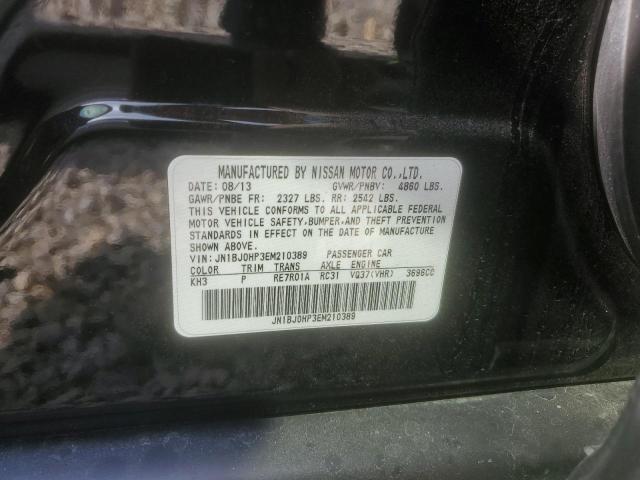 MANUFACTURED BY NISSAN MOTOR CO.,LTD.
DATE: 08/13 GVWR/PNBV: 4860 LBS.
GAWR/PNBE FR: 2327 LBS. RR: 2542 LBS.
THIS VEHICLE CONFORMS TO ALL APPLICABLE FEDERAL
MOTOR VEHICLE SAFETY, BUMPER, AND THEFT PREVENTION
STANDARDS IN EFFECT ON THE DATE OF MANUFACTURE
SHOWN ABOVE.
VIN: JN1BJ0HP3EM210389 PASSENGER CAR
COLOR TRIM TRANS AXLE ENGINE
KH3 P RE7R01A RC31 VQ37(VHR) 3696CC
JN1BJ0HP3EM210389